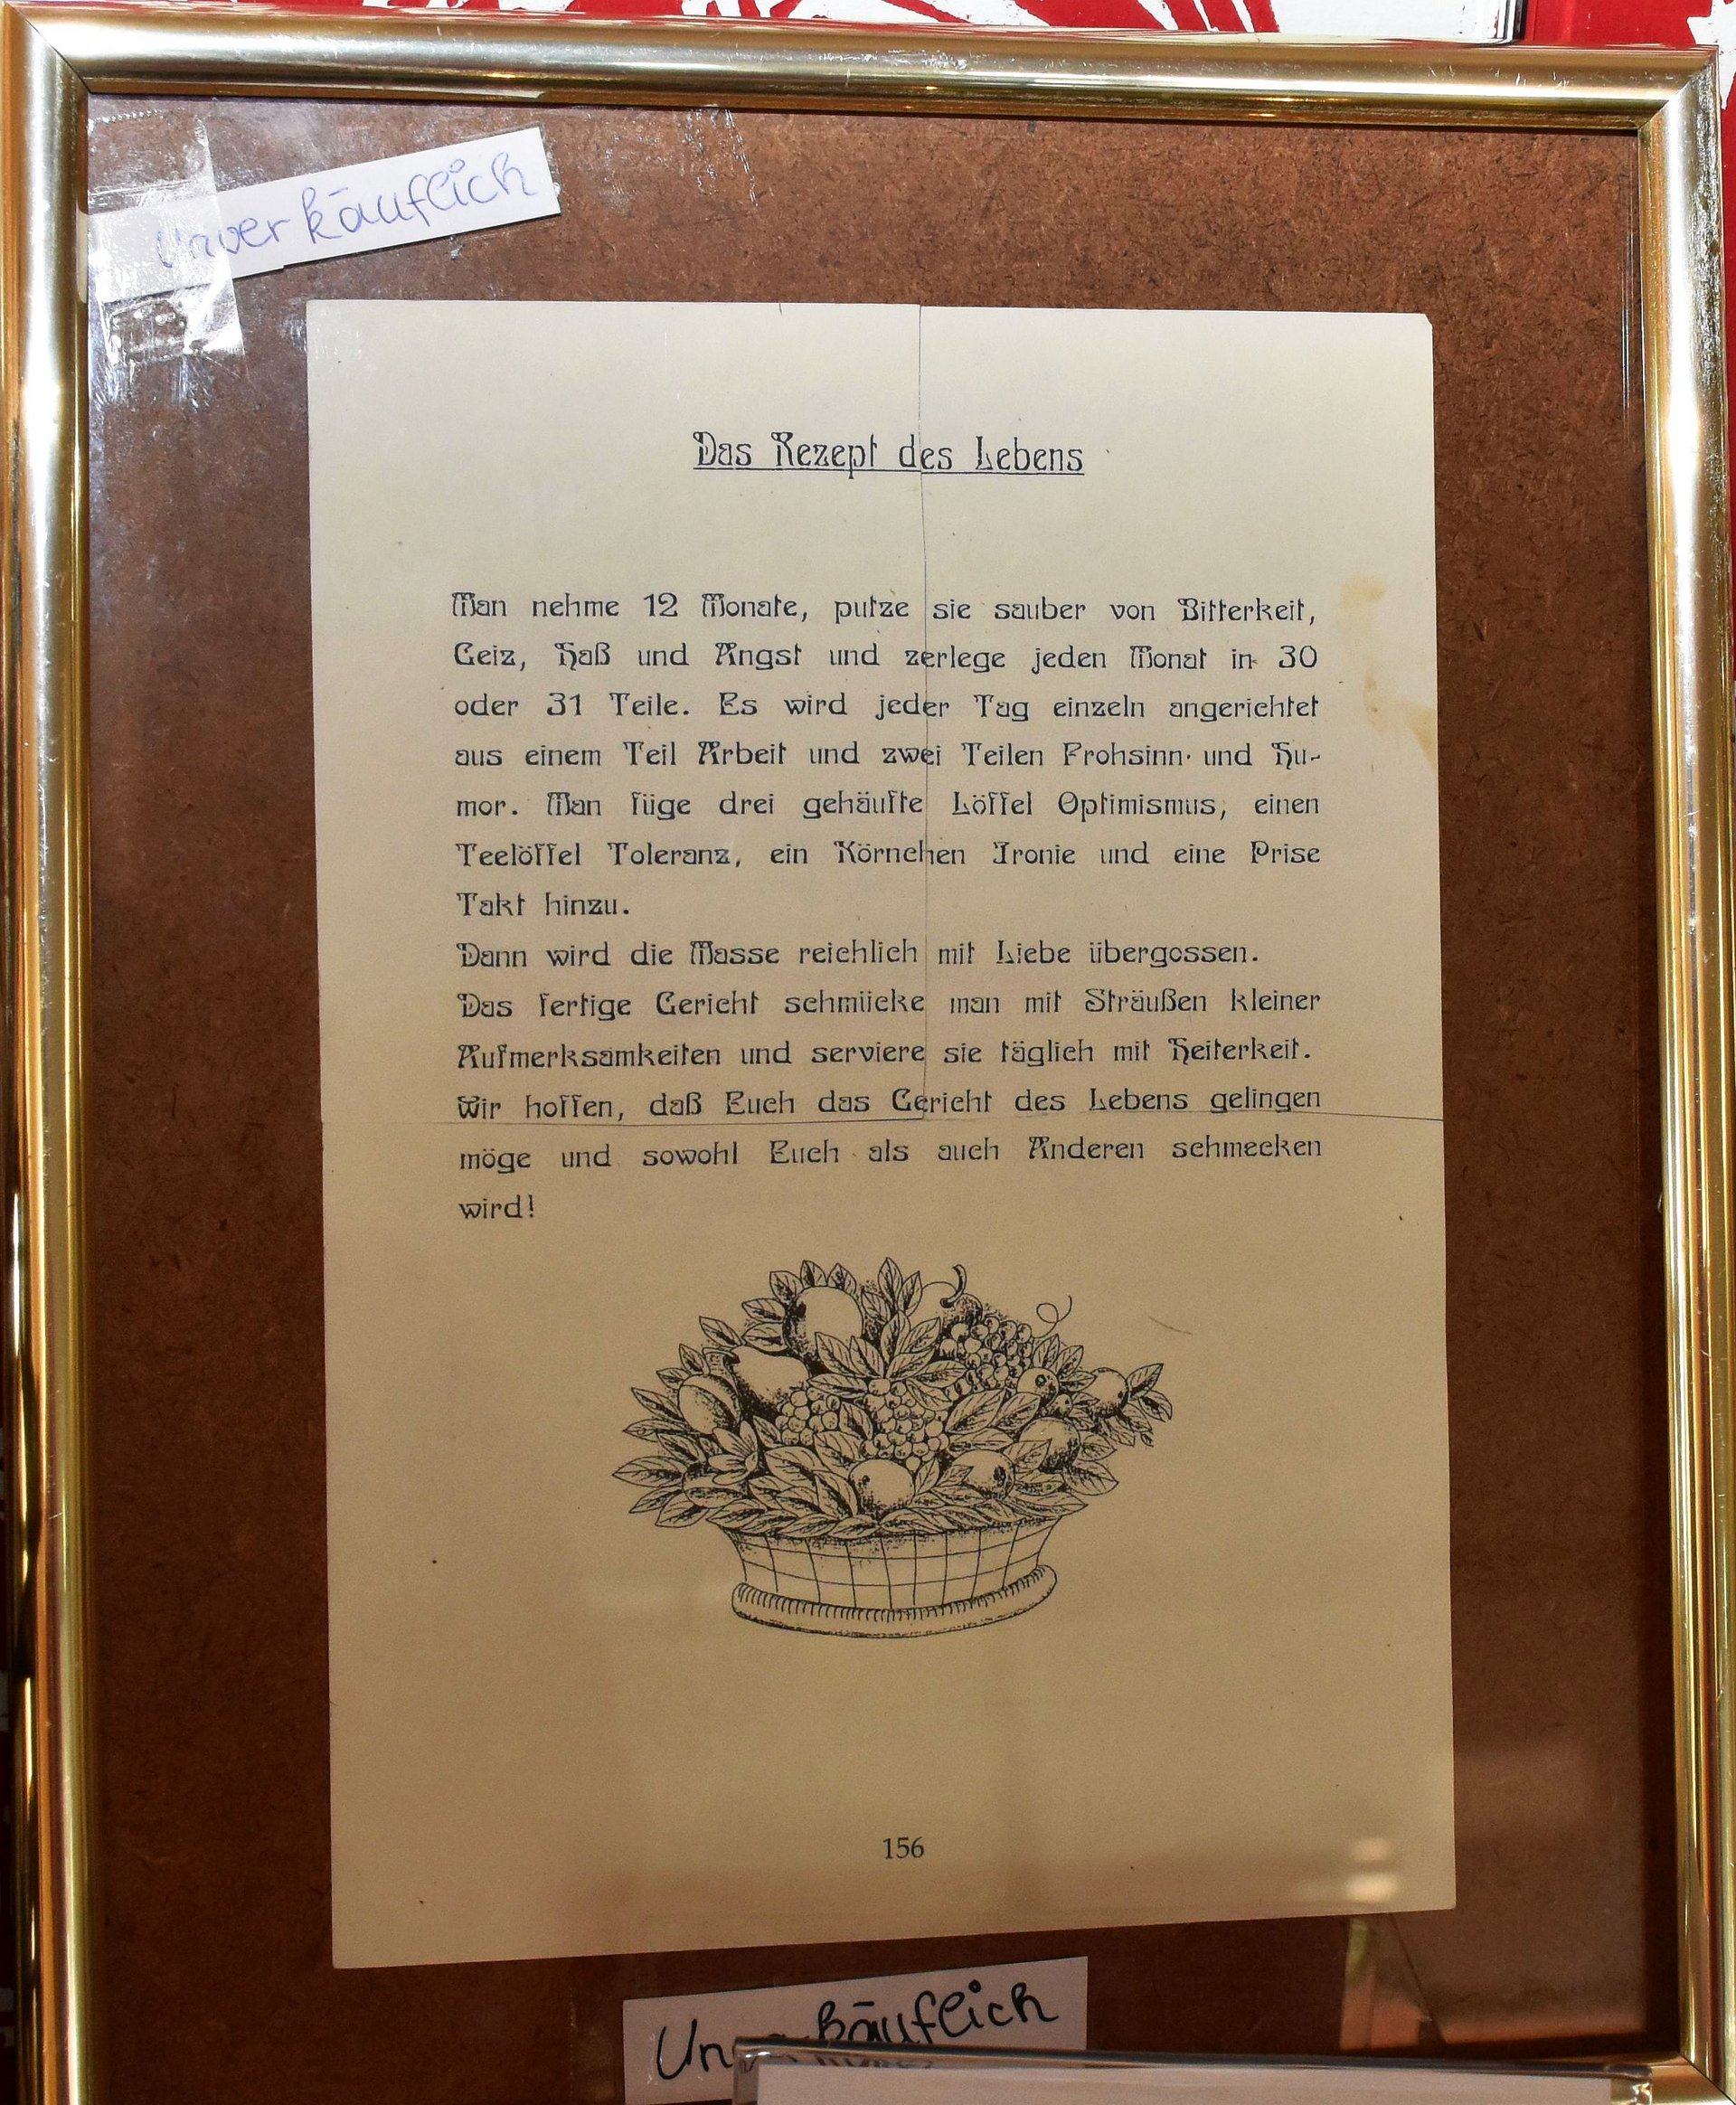 Unverkäuflich
Das Rezept des Lebens
Man nehme 12 Monate, putze sie sauber von Bitterkeit,
Geiz, Haß und Angst und zerlege jeden Monat in 30
oder 31 Teile. Es wird jeder Tag einzeln angerichtet
aus einem Teil Arbeit und zwei Teilen Frohsinn und Hu-
mor. Man füge drei gehäufte Löffel Optimismus, einen
Teelöffel Toleranz, ein Körnchen Ironie und eine Prise
Takt hinzu.
Dann wird die Masse reichlich mit Liebe übergossen.
Das fertige Gericht schmücke man mit Sträußen kleiner
Aufmerksamkeiten und serviere sie täglich mit Heiterkeit.
Wir hoffen, daß Euch das Gericht des Lebens gelingen
möge und sowohl Euch als auch Anderen schmecken
wird!
156
Unverkäuflich